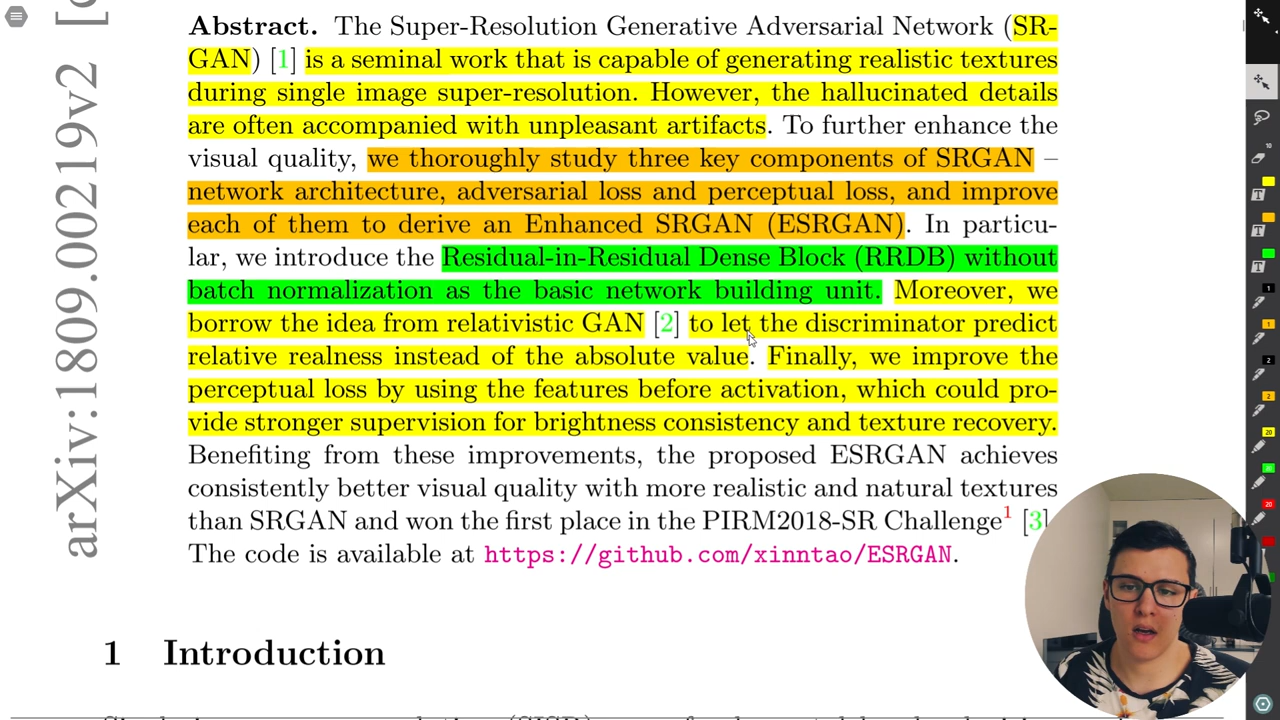 arXiv:1809.00219v2
Abstract. The Super-Resolution Generative Adversarial Network (SR-
GAN) [1] is a seminal work that is capable of generating realistic textures
during single image super-resolution. However, the hallucinated details
are often accompanied with unpleasant artifacts. To further enhance the
visual quality, we thoroughly study three key components of SRGAN –
network architecture, adversarial loss and perceptual loss, and improve
each of them to derive an Enhanced SRGAN (ESRGAN). In particu-
lar, we introduce the Residual-in-Residual Dense Block (RRDB) without
batch normalization as the basic network building unit. Moreover, we
borrow the idea from relativistic GAN [2] to let the discriminator predict
relative realness instead of the absolute value. Finally, we improve the
perceptual loss by using the features before activation, which could pro-
vide stronger supervision for brightness consistency and texture recovery.
Benefiting from these improvements, the proposed ESRGAN achieves
consistently better visual quality with more realistic and natural textures
than SRGAN and won the first place in the PIRM2018-SR Challenge1 [3]
The code is available at https://github.com/xinntao/ESRGAN.
1 Introduction